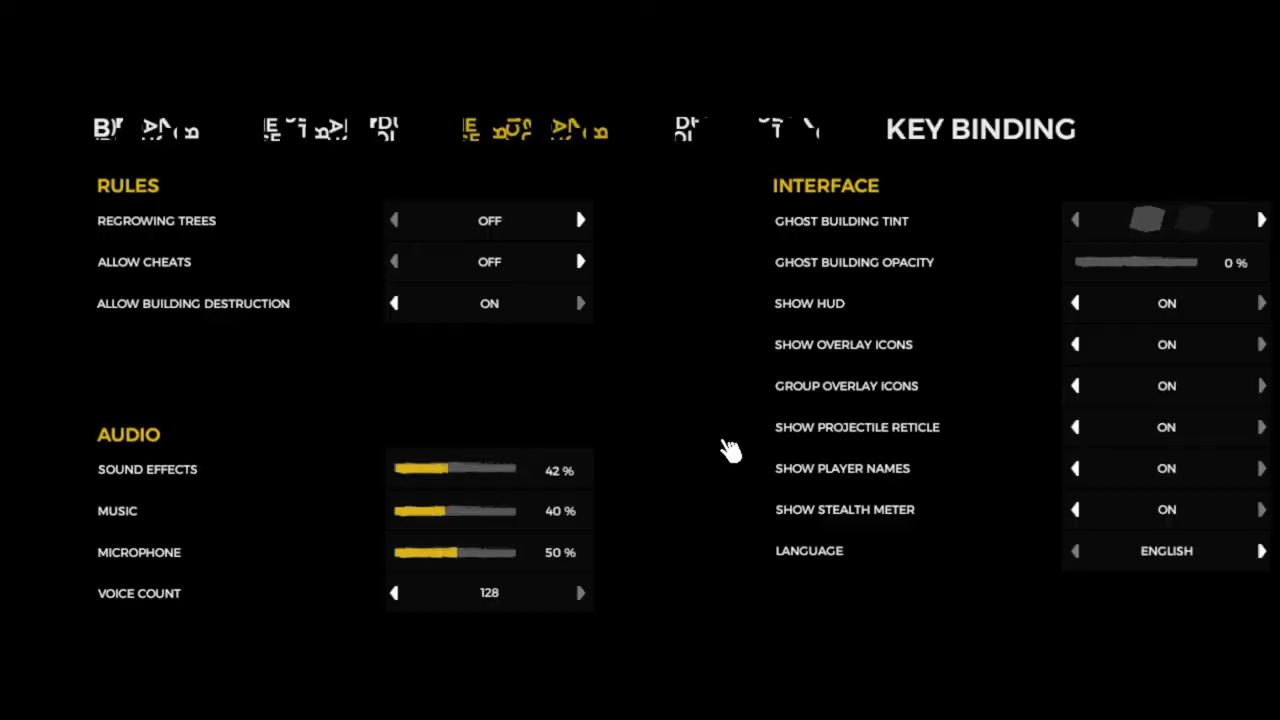 KEY BINDING
RULES
REGROWING TREES OFF
ALLOW CHEATS OFF
ALLOW BUILDING DESTRUCTION ON
AUDIO
SOUND EFFECTS 42 %
MUSIC 40 %
MICROPHONE 50 %
VOICE COUNT 128
INTERFACE
GHOST BUILDING TINT
GHOST BUILDING OPACITY 0 %
SHOW HUD ON
SHOW OVERLAY ICONS ON
GROUP OVERLAY ICONS ON
SHOW PROJECTILE RETICLE ON
SHOW PLAYER NAMES ON
SHOW STEALTH METER ON
LANGUAGE ENGLISH